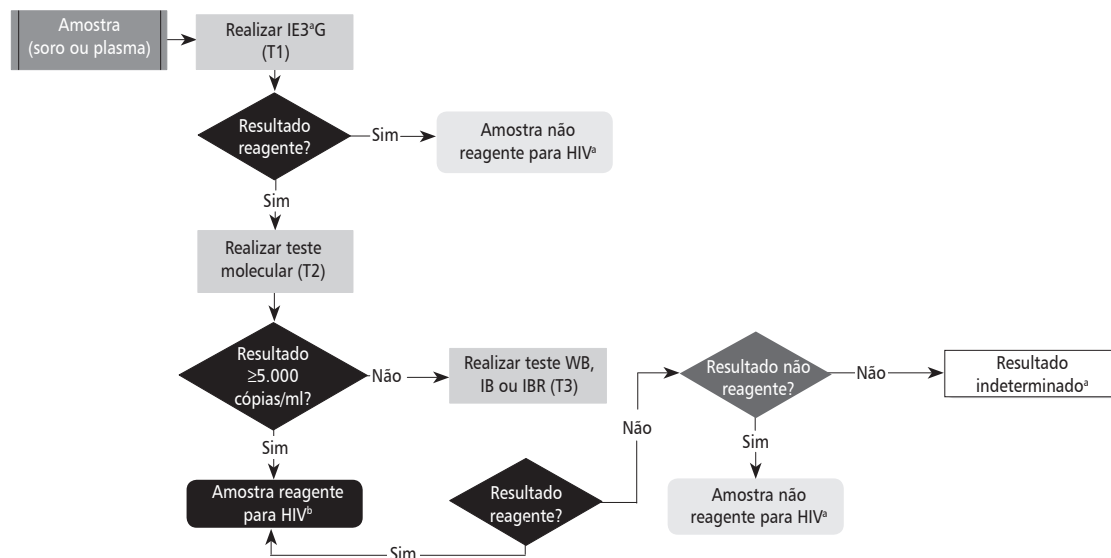 Amostra
(soro ou plasma)
Realizar IE3ªG
(T1)
Resultado
reagente?
Sim
Amostra não
reagente para HIVª
Sim
Realizar teste
molecular (T2)
Resultado
≥5.000
cópias/ml?
Não
Realizar teste WB,
IB ou IBR (T3)
Resultado não
reagente?
Não
Resultado
indeterminadoª
Sim
Não
Sim
Amostra reagente
para HIVᵇ
Resultado
reagente?
Amostra não
reagente para HIVª
Sim